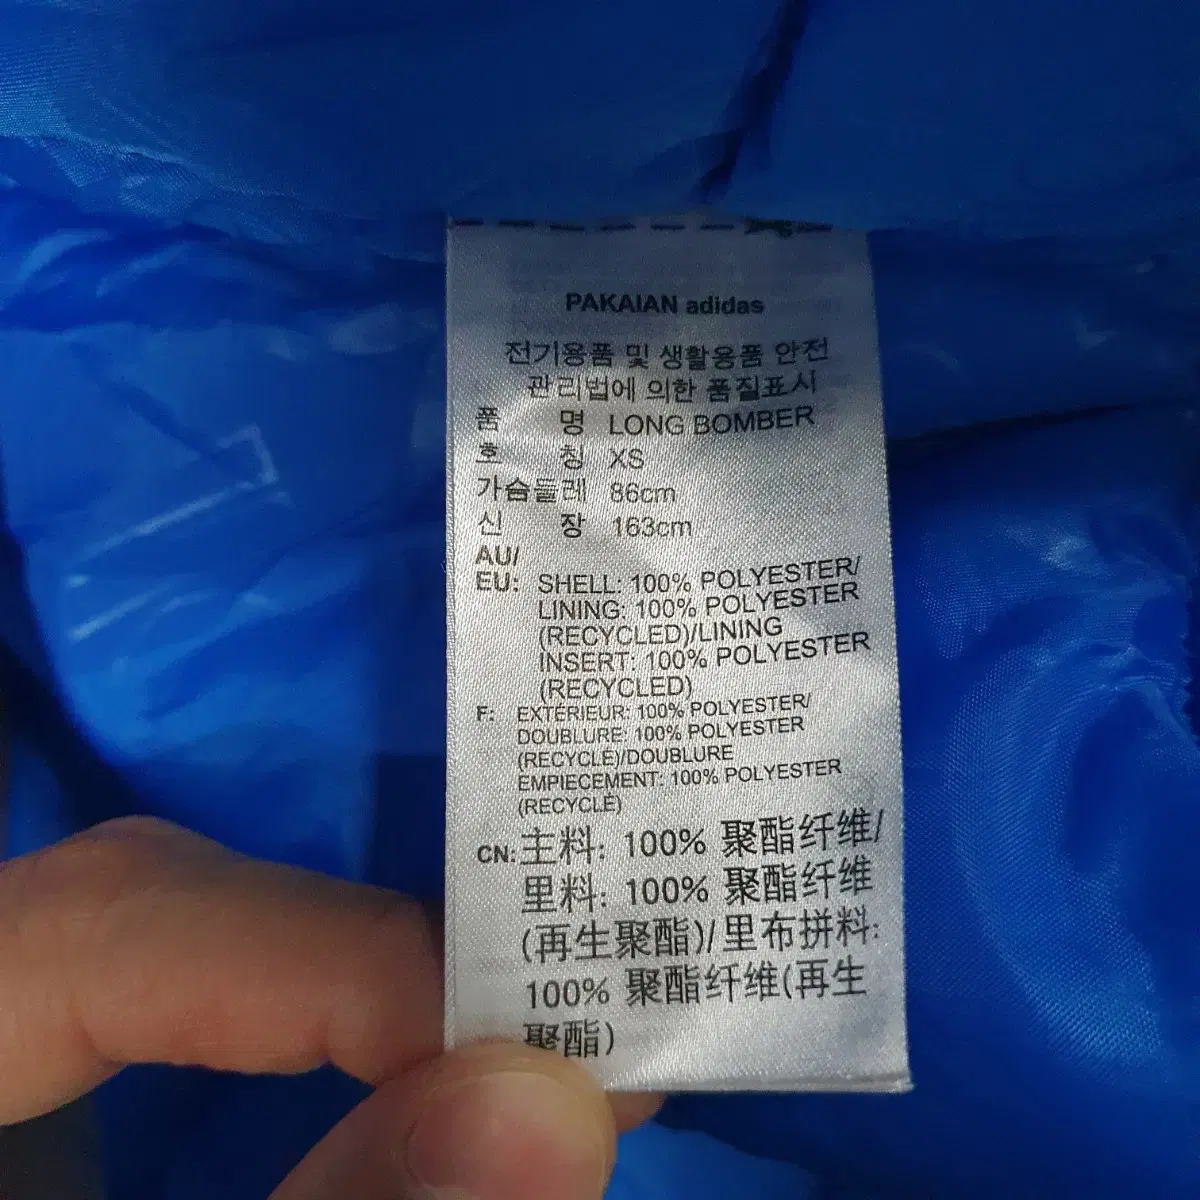 PAKAIAN adidas
전기용품 및 생활용품 안전
관리법에 의한 품질표시
품 명 LONG BOMBER
호 칭 XS
가슴둘레 86cm
신 장 163cm
AU/
EU: SHELL: 100% POLYESTER/
LINING: 100% POLYESTER
(RECYCLED)/LINING
INSERT: 100% POLYESTER
(RECYCLED)
F: EXTÉRIEUR: 100% POLYESTER/
DOUBLURE: 100% POLYESTER
(RECYCLÉ)/DOUBLURE
EMPIECEMENT: 100% POLYESTER
(RECYCLÉ)
CN: 主料: 100% 聚酯纤维/
里料: 100% 聚酯纤维
(再生聚酯)/里布拼料:
100% 聚酯纤维(再生
聚酯)